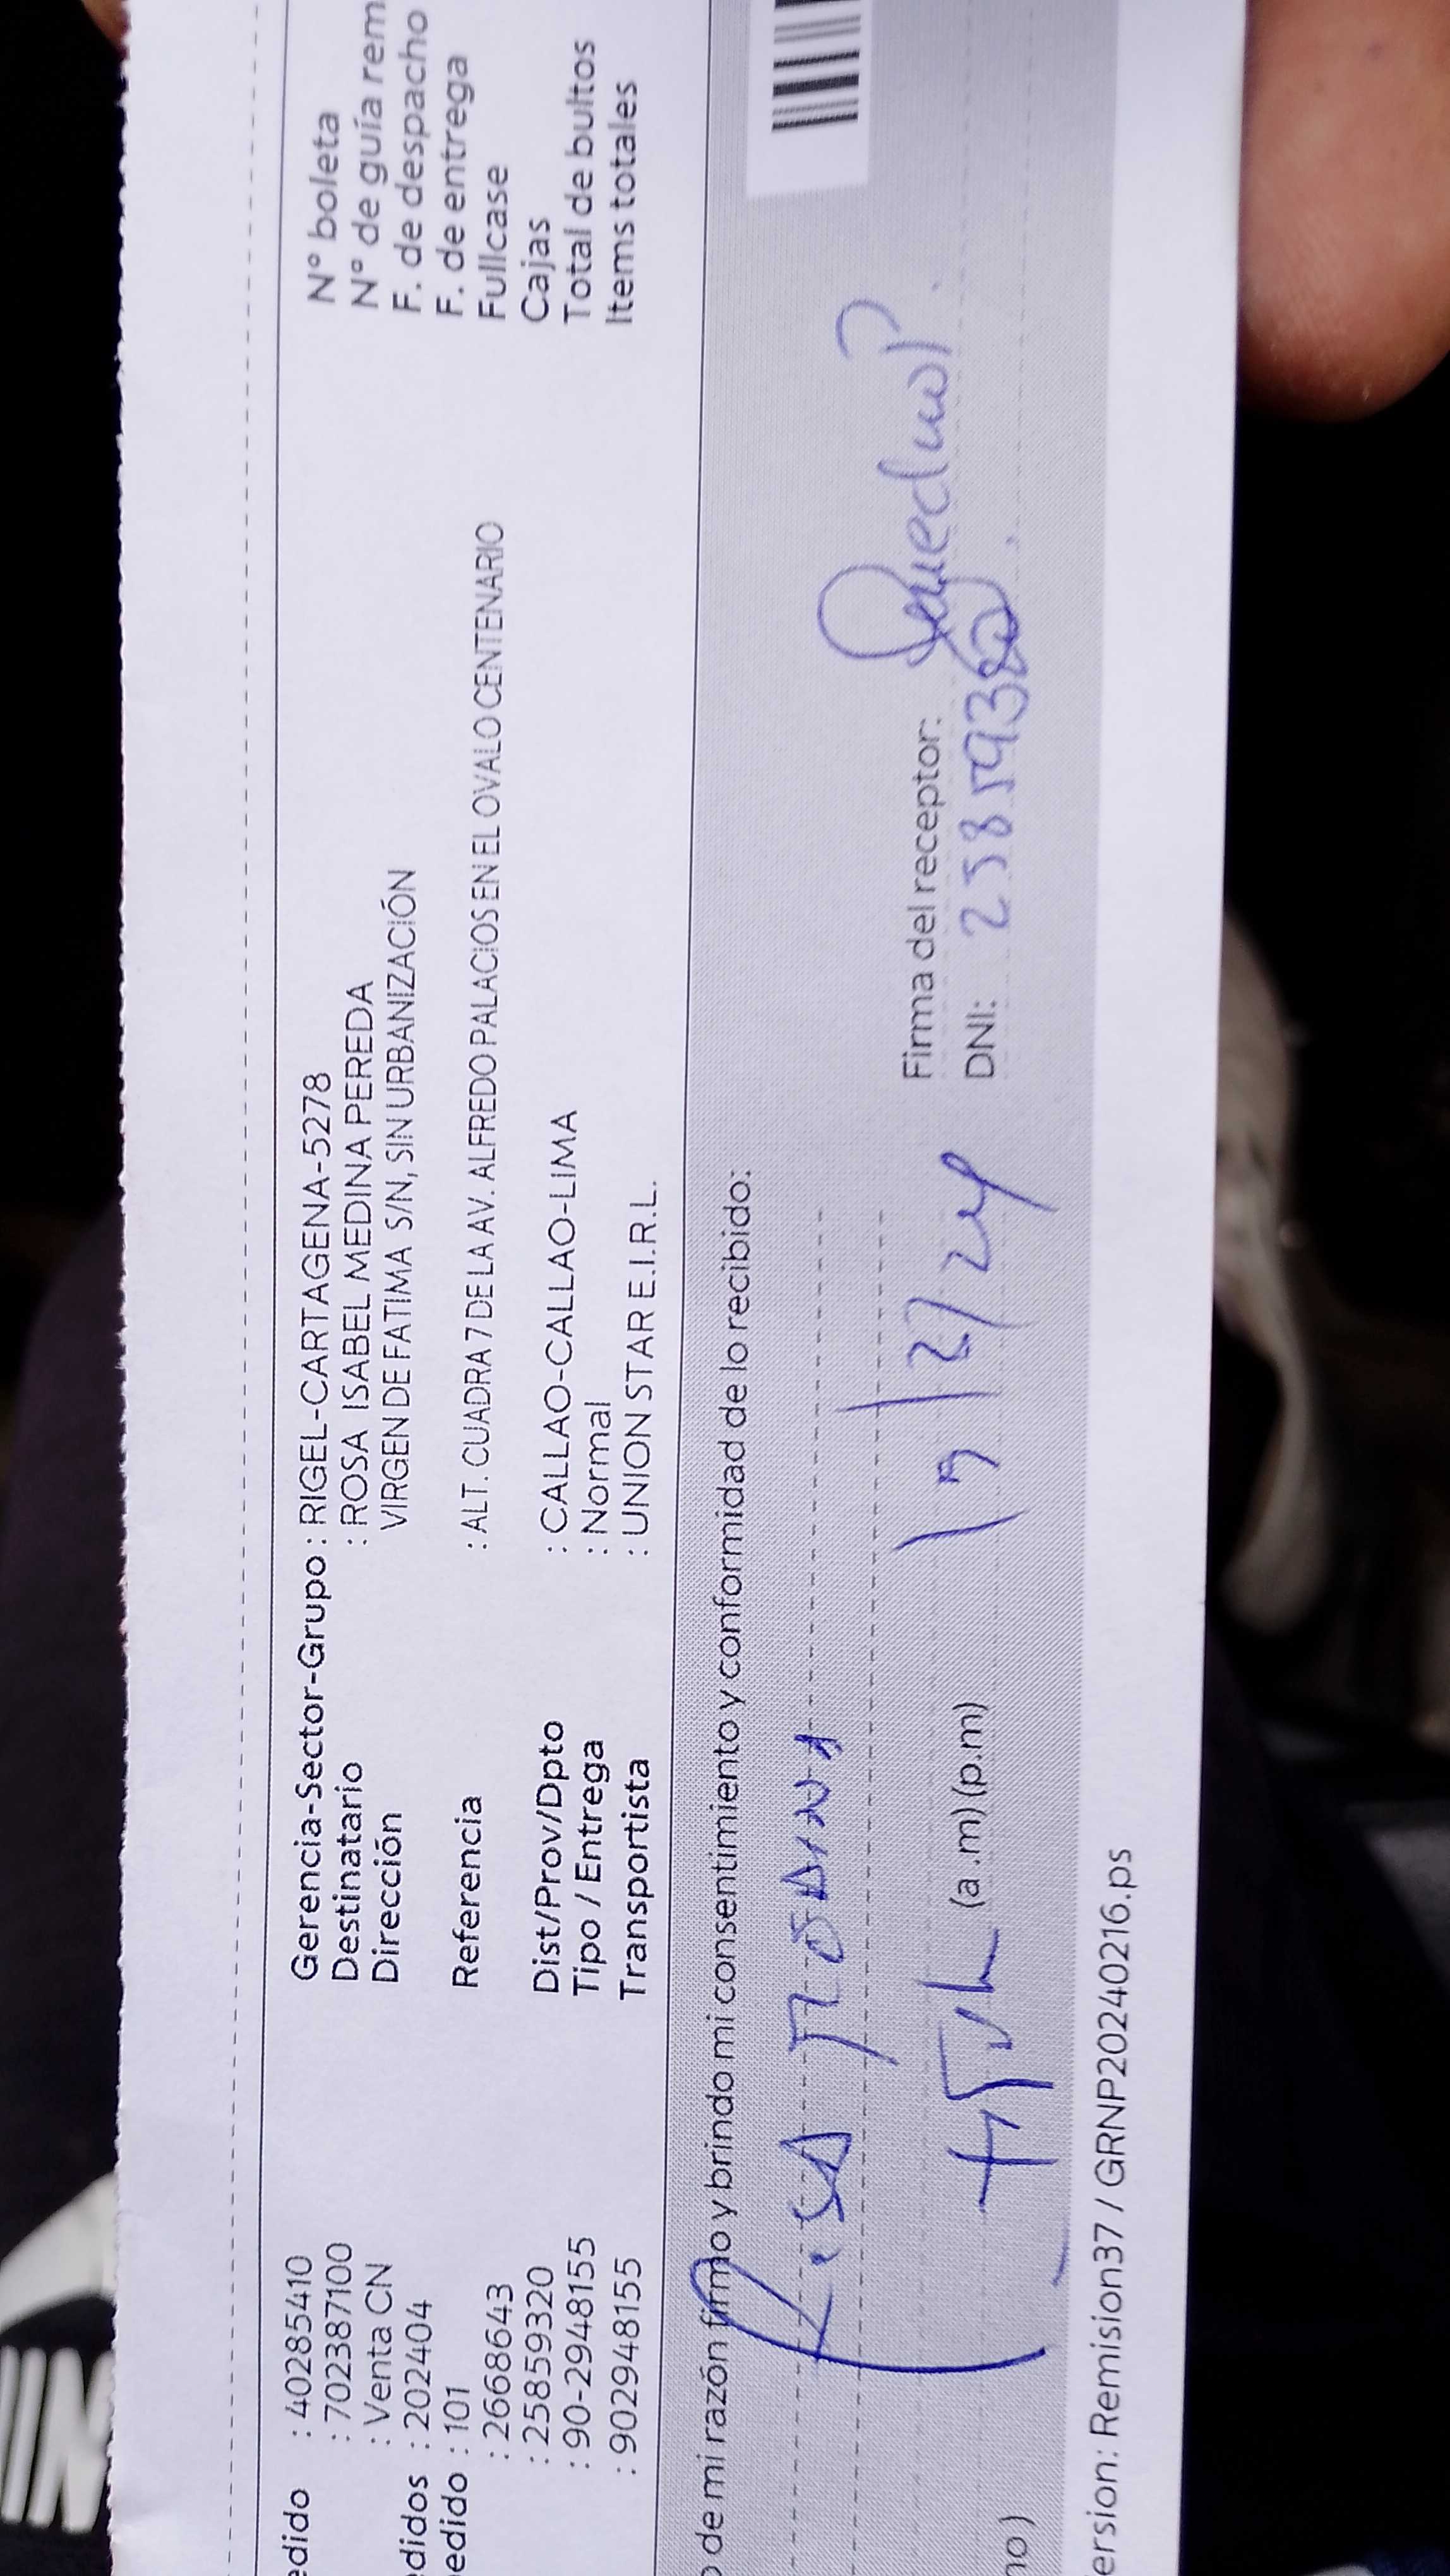 edido : 40285410
: 702387100
: Venta CN
edidos : 202404
edido : 101
: 2668643
: 25859320
: 90-2948155
: 902948155
Gerencia-Sector-Grupo : RIGEL-CARTAGENA-5278
Destinatario : ROSA ISABEL MEDINA PEREDA
Dirección VIRGEN DE FATIMA S/N, SIN URBANIZACIÓN
Referencia : ALT. CUADRA 7 DE LA AV. ALFREDO PALACIOS EN EL OVALO CENTENARIO
Dist/Prov/Dpto : CALLAO-CALLAO-LIMA
Tipo / Entrega : Normal
Transportista : UNION STAR E.I.R.L.
N° boleta
N° de guía rem
F. de despacho
F. de entrega
Fullcase
Cajas
Total de bultos
Items totales
o de mi razón firmo y brindo mi consentimiento y conformidad de lo recibido:
Rosa Medina
Firma del receptor:
(a .m) (p.m)
DNI:
no )
ersion: Remision37 / GRNP20240216.ps